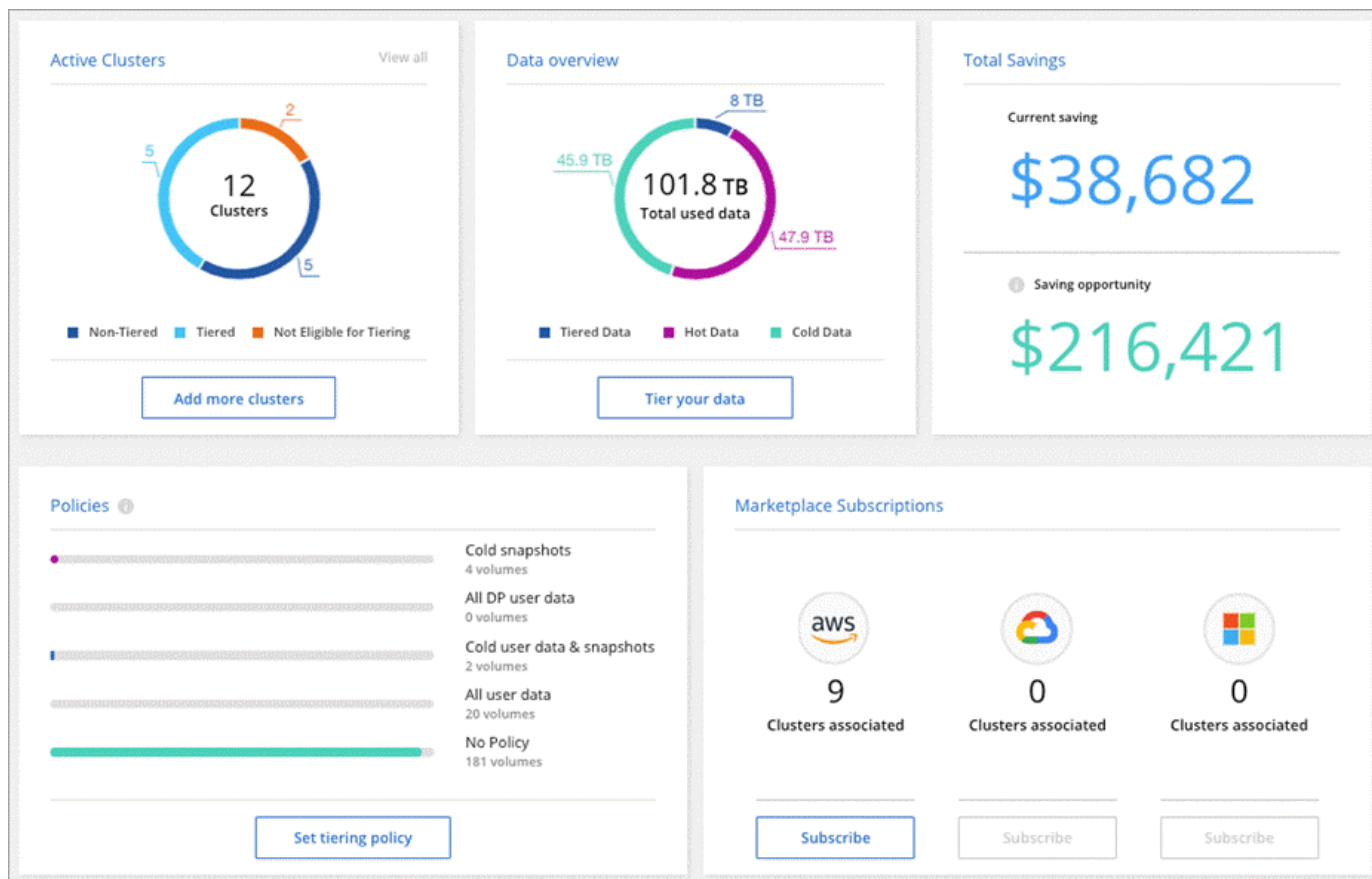 Active Clusters
View all
2
5
12
Clusters
5
Non-Tiered
Tiered
Not Eligible for Tiering
Add more clusters
Data overview
8 TB
45.9 TB
101.8 TB
Total used data
47.9 TB
Tiered Data
Hot Data
Cold Data
Tier your data
Total Savings
Current saving
$38,682
i
Saving opportunity
$216,421
Policies i
Cold snapshots
4 volumes
All DP user data
0 volumes
Cold user data & snapshots
2 volumes
All user data
20 volumes
No Policy
181 volumes
Set tiering policy
Marketplace Subscriptions
aws
9
Clusters associated
Subscribe
0
Clusters associated
Subscribe
0
Clusters associated
Subscribe